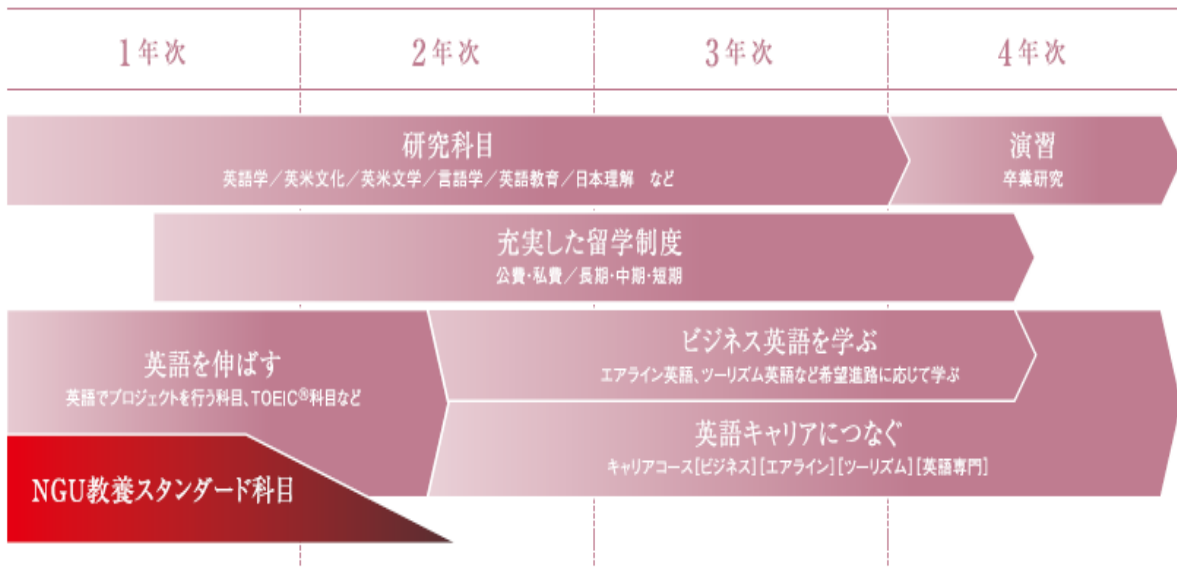 1年次 2年次 3年次 4年次
研究科目
英語学／英米文化／英米文学／言語学／英語教育／日本理解 など
演習
卒業研究
充実した留学制度
公費・私費／長期・中期・短期
英語を伸ばす
英語でプロジェクトを行う科目、TOEIC®科目など
ビジネス英語を学ぶ
エアライン英語、ツーリズム英語など希望進路に応じて学ぶ
英語キャリアにつなぐ
キャリアコース[ビジネス][エアライン][ツーリズム][英語専門]
NGU教養スタンダード科目